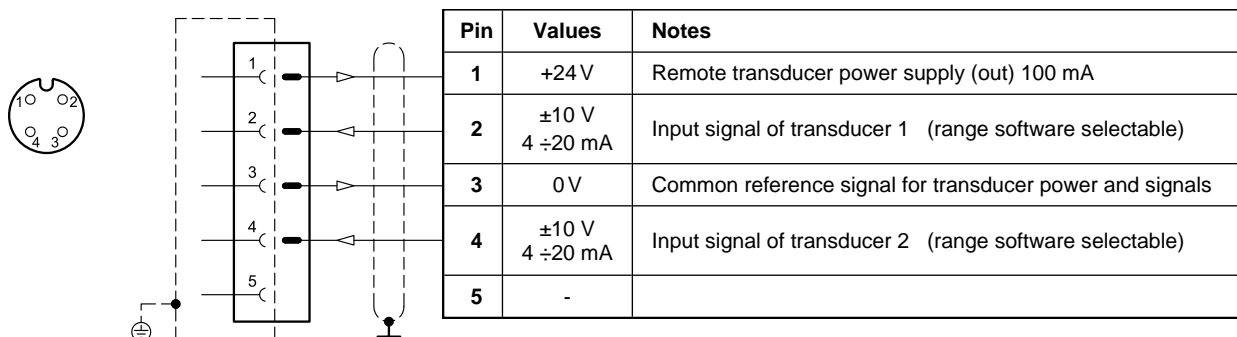 1 2
4 3
1
2
3
4
5
Pin Values Notes
1 +24 V Remote transducer power supply (out) 100 mA
2 ±10 V 4 ÷20 mA Input signal of transducer 1 (range software selectable)
3 0 V Common reference signal for transducer power and signals
4 ±10 V 4 ÷20 mA Input signal of transducer 2 (range software selectable)
5 -